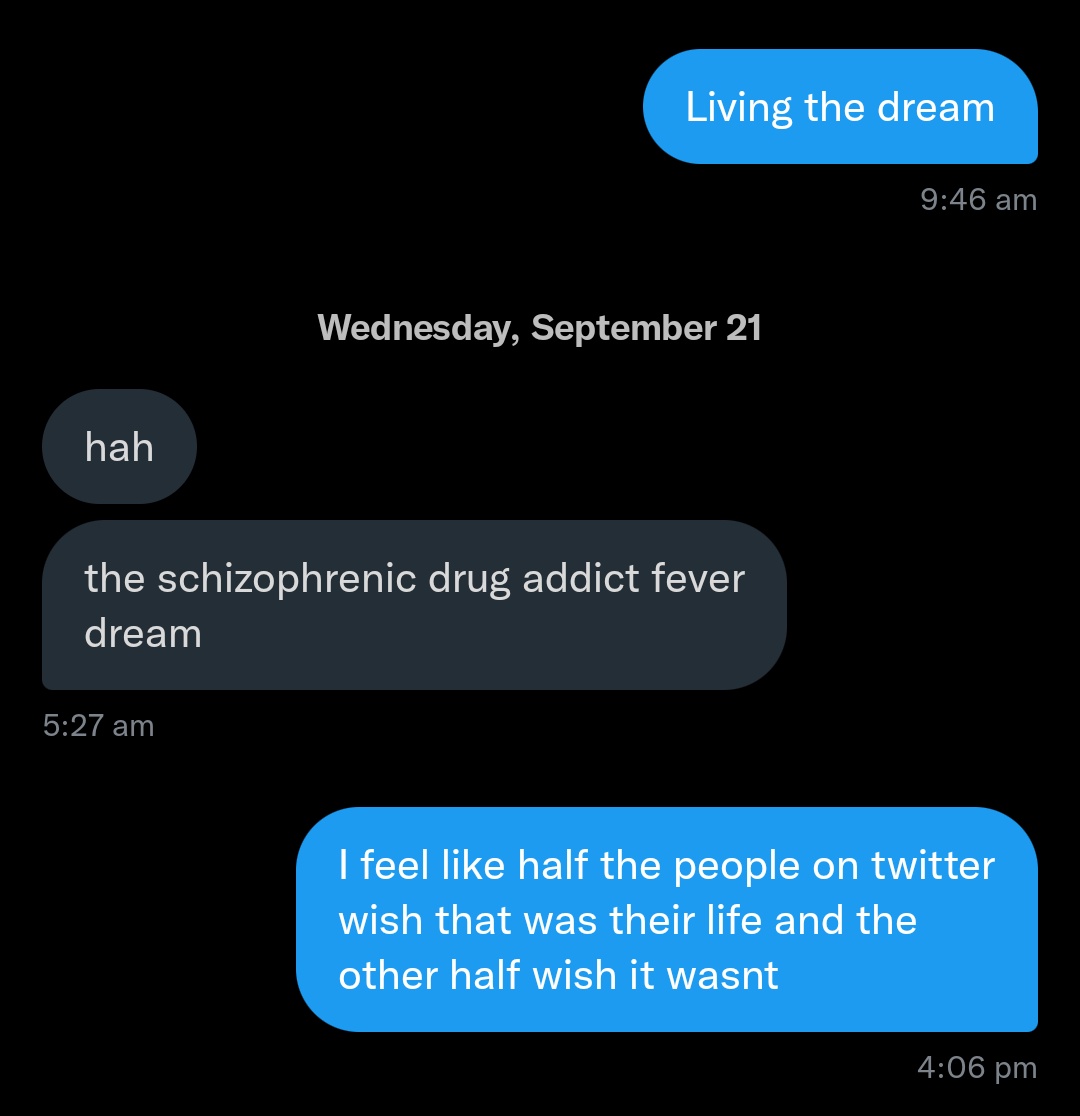 Living the dream
9:46 am
Wednesday, September 21
hah
the schizophrenic drug addict fever
dream
5:27 am
I feel like half the people on twitter
wish that was their life and the
other half wish it wasnt
4:06 pm